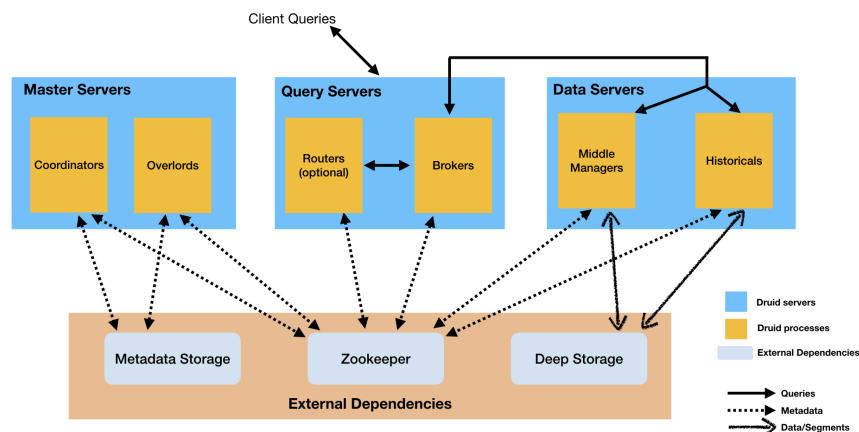 Client Queries
Master Servers
Query Servers
Data Servers
Coordinators
Overlords
Routers
(optional)
Brokers
Middle
Managers
Historicals
Metadata Storage
Zookeeper
Deep Storage
External Dependencies
Druid servers
Druid processes
External Dependencies
Queries
Metadata
Data/Segments